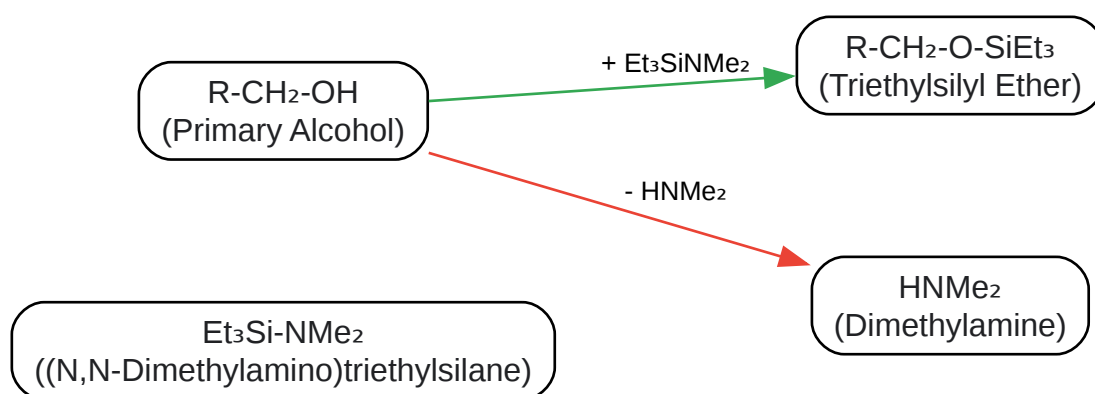 R-CH₂-O-SiEt₃
(Triethylsilyl Ether)
+ Et₃SiNMe₂
R-CH₂-OH
(Primary Alcohol)
- HNMe₂
HNMe₂
(Dimethylamine)
Et₃Si-NMe₂
((N,N-Dimethylamino)triethylsilane)